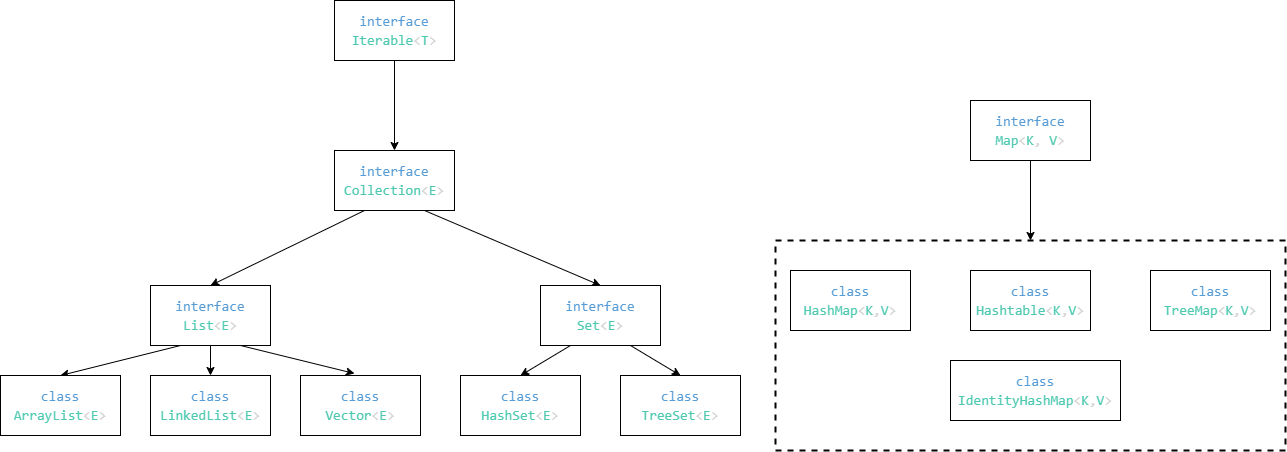 interface
Iterable<T>
interface
Map<K, V>
interface
Collection<E>
class
HashMap<K,V>
class
Hashtable<K,V>
class
TreeMap<K,V>
interface
List<E>
interface
Set<E>
class
IdentityHashMap<K,V>
class
ArrayList<E>
class
LinkedList<E>
class
Vector<E>
class
HashSet<E>
class
TreeSet<E>